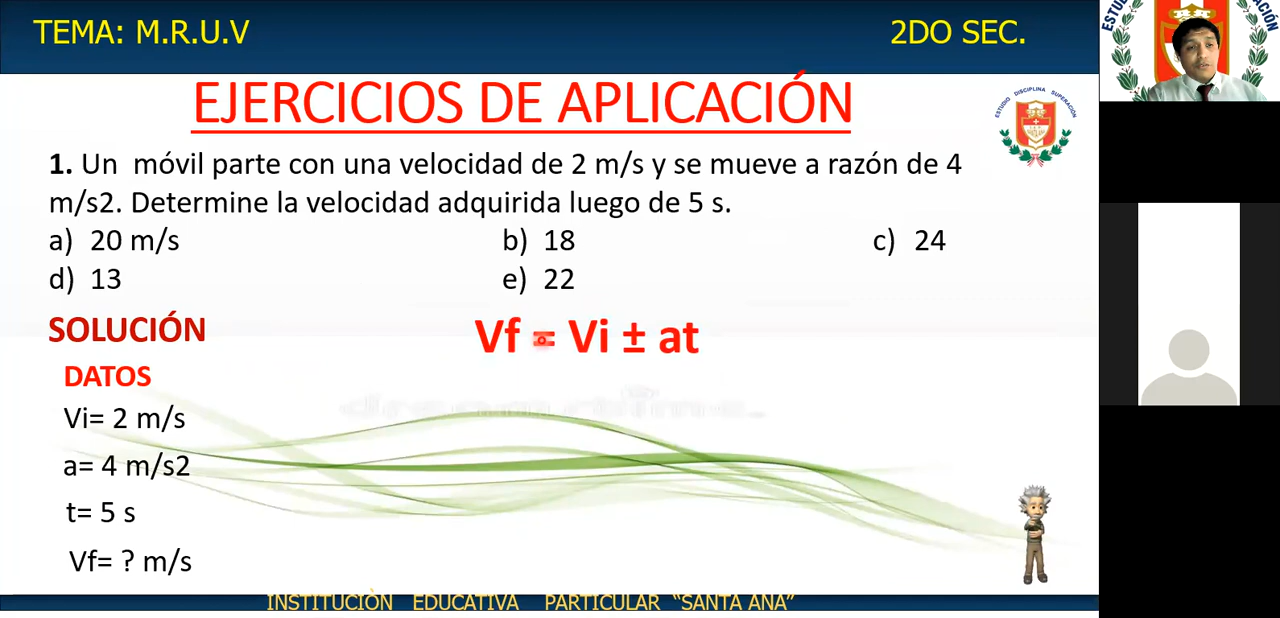 TEMA: M.R.U.V
2DO SEC.
EJERCICIOS DE APLICACIÓN
ESTUDIO DISCIPLINA SUPERACIÓN
1. Un móvil parte con una velocidad de 2 m/s y se mueve a razón de 4
m/s2. Determine la velocidad adquirida luego de 5 s.
a) 20 m/s b) 18 c) 24
d) 13 e) 22
SOLUCIÓN
Vf = Vi ± at
DATOS
Vi= 2 m/s
a= 4 m/s2
t= 5 s
Vf= ? m/s
INSTITUCIÒN EDUCATIVA PARTICULAR “SANTA ANA”